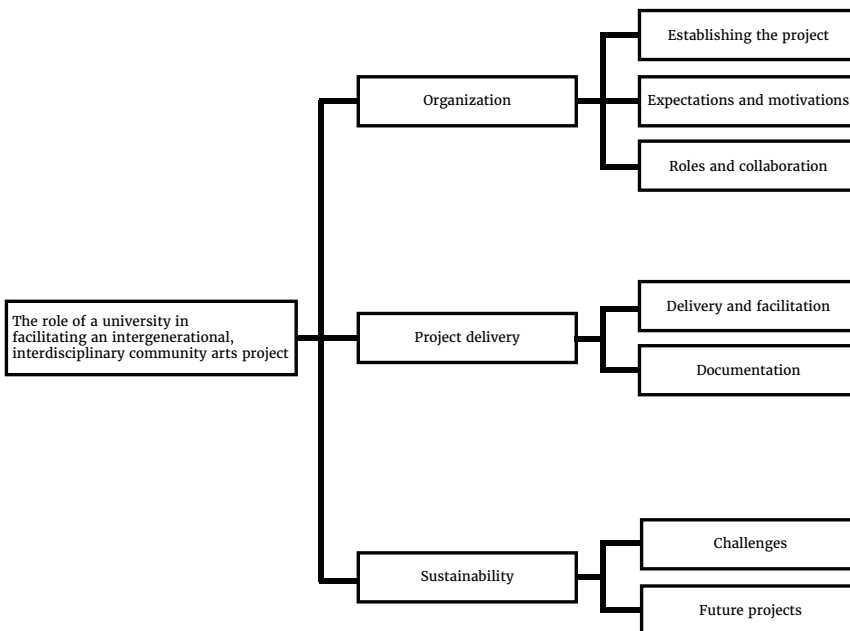 The role of a university in
facilitating an intergenerational,
interdisciplinary community arts project
Organization
Establishing the project
Expectations and motivations
Roles and collaboration
Project delivery
Delivery and facilitation
Documentation
Sustainability
Challenges
Future projects